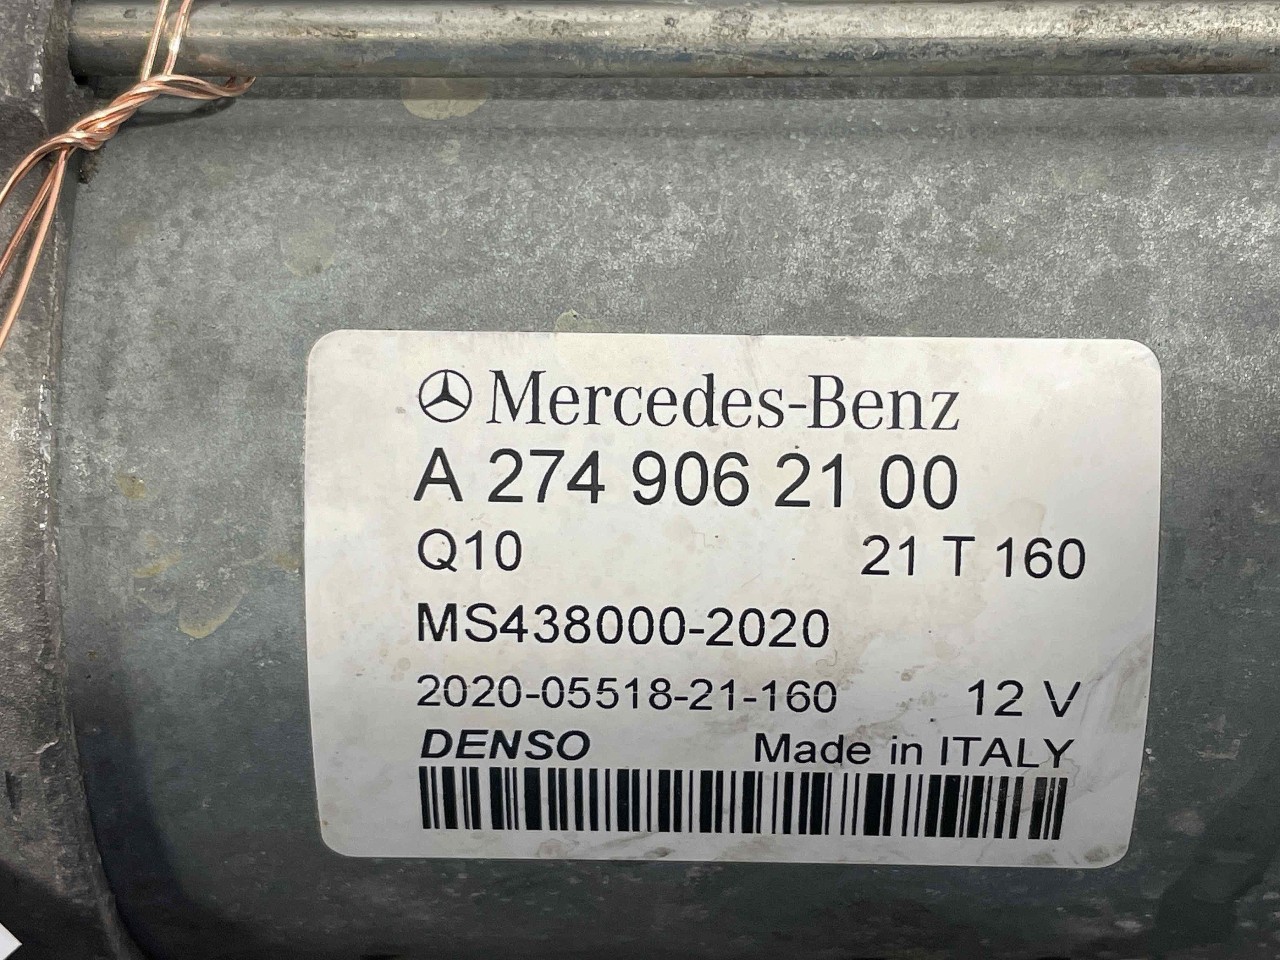 Mercedes-Benz
A 274 906 21 00
Q10 21 T 160
MS438000-2020
2020-05518-21-160 12 V
DENSO Made in ITALY